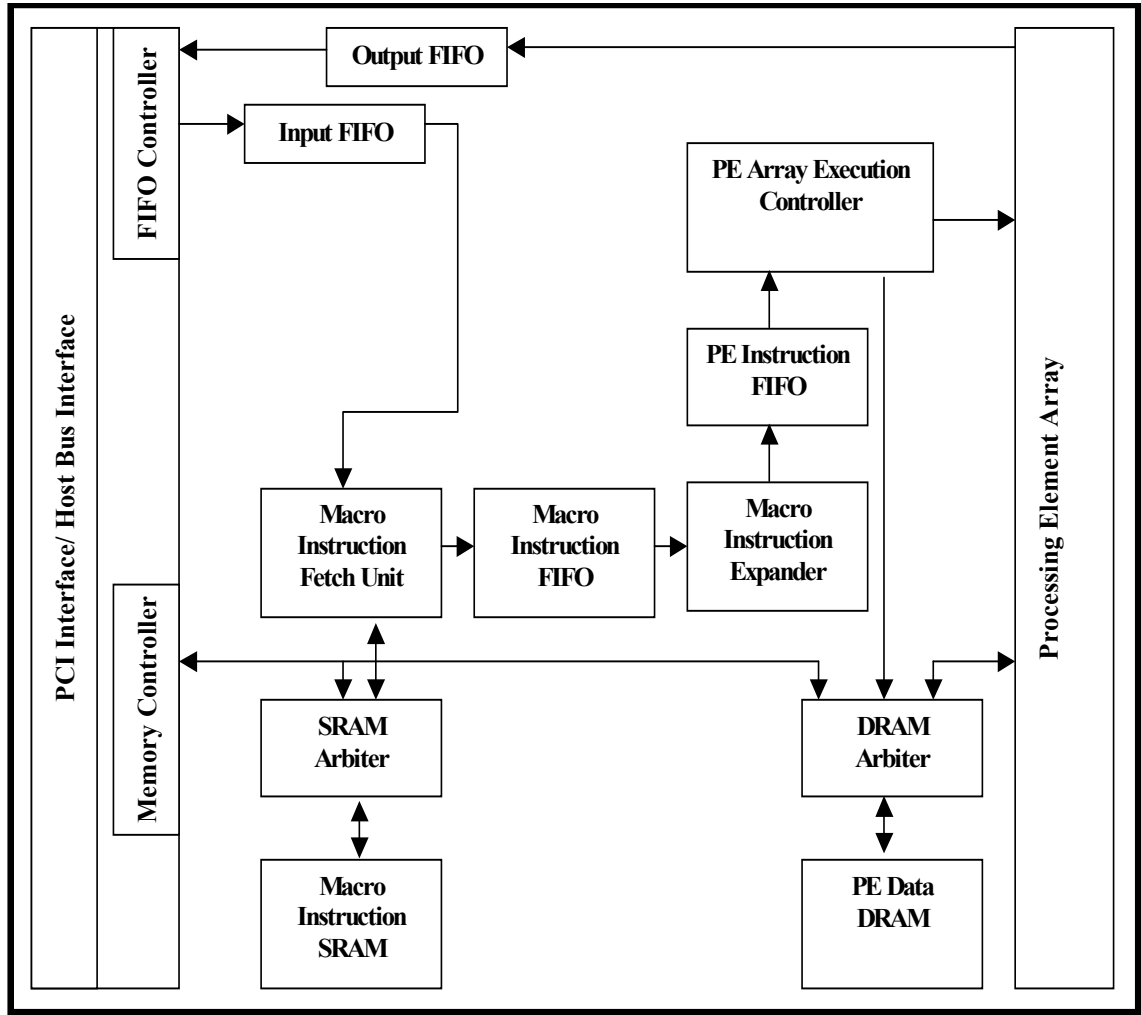 PCI Interface/ Host Bus Interface
FIFO Controller
Memory Controller
Output FIFO
Input FIFO
PE Array Execution
Controller
PE Instruction
FIFO
Macro
Instruction
Fetch Unit
Macro
Instruction
FIFO
Macro
Instruction
Expander
SRAM
Arbiter
DRAM
Arbiter
Macro
Instruction
SRAM
PE Data
DRAM
Processing Element Array